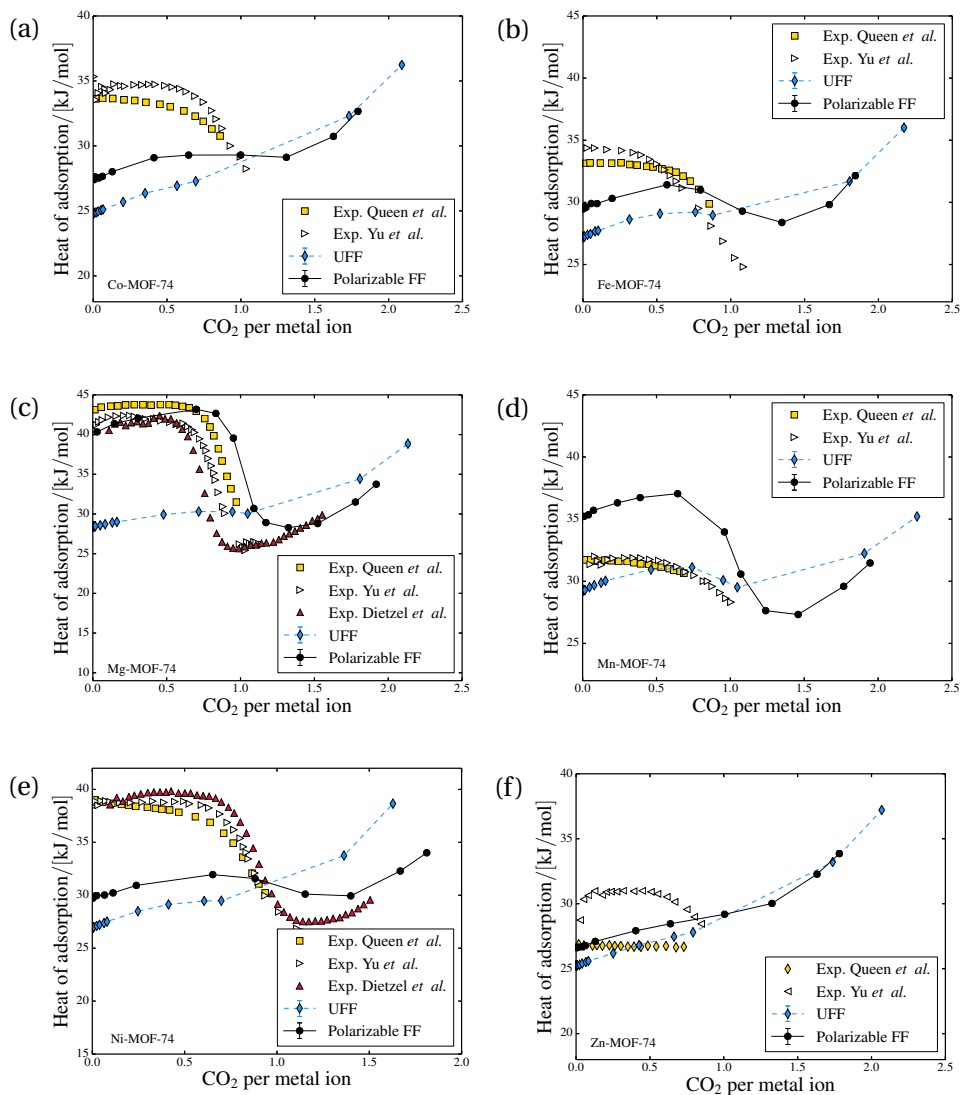 (a)
Heat of adsorption/[kJ/mol]
40
35
30
25
18
0.0 0.5 1.0 1.5 2.0 2.5
Exp. Queen et al.
Exp. Yu et al.
UFF
Polarizable FF
Co-MOF-74
CO2 per metal ion
(b)
Heat of adsorption/[kJ/mol]
45
40
35
30
25
0.0 0.5 1.0 1.5 2.0 2.5
Exp. Queen et al.
Exp. Yu et al.
UFF
Polarizable FF
Fe-MOF-74
CO2 per metal ion
(c)
Heat of adsorption/[kJ/mol]
45
40
35
30
25
20
15
10
0.0 0.5 1.0 1.5 2.0 2.5
Exp. Queen et al.
Exp. Yu et al.
Exp. Dietzel et al.
UFF
Polarizable FF
Mg-MOF-74
CO2 per metal ion
(d)
Heat of adsorption/[kJ/mol]
45
40
35
30
25
0.0 0.5 1.0 1.5 2.0 2.5
Exp. Queen et al.
Exp. Yu et al.
UFF
Polarizable FF
Mn-MOF-74
CO2 per metal ion
(e)
Heat of adsorption/[kJ/mol]
40
35
30
25
20
15
0.0 0.5 1.0 1.5 2.0
Exp. Queen et al.
Exp. Yu et al.
Exp. Dietzel et al.
UFF
Polarizable FF
Ni-MOF-74
CO2 per metal ion
(f)
Heat of adsorption/[kJ/mol]
40
35
30
25
18
0.0 0.5 1.0 1.5 2.0 2.5
Exp. Queen et al.
Exp. Yu et al.
UFF
Polarizable FF
Zn-MOF-74
CO2 per metal ion